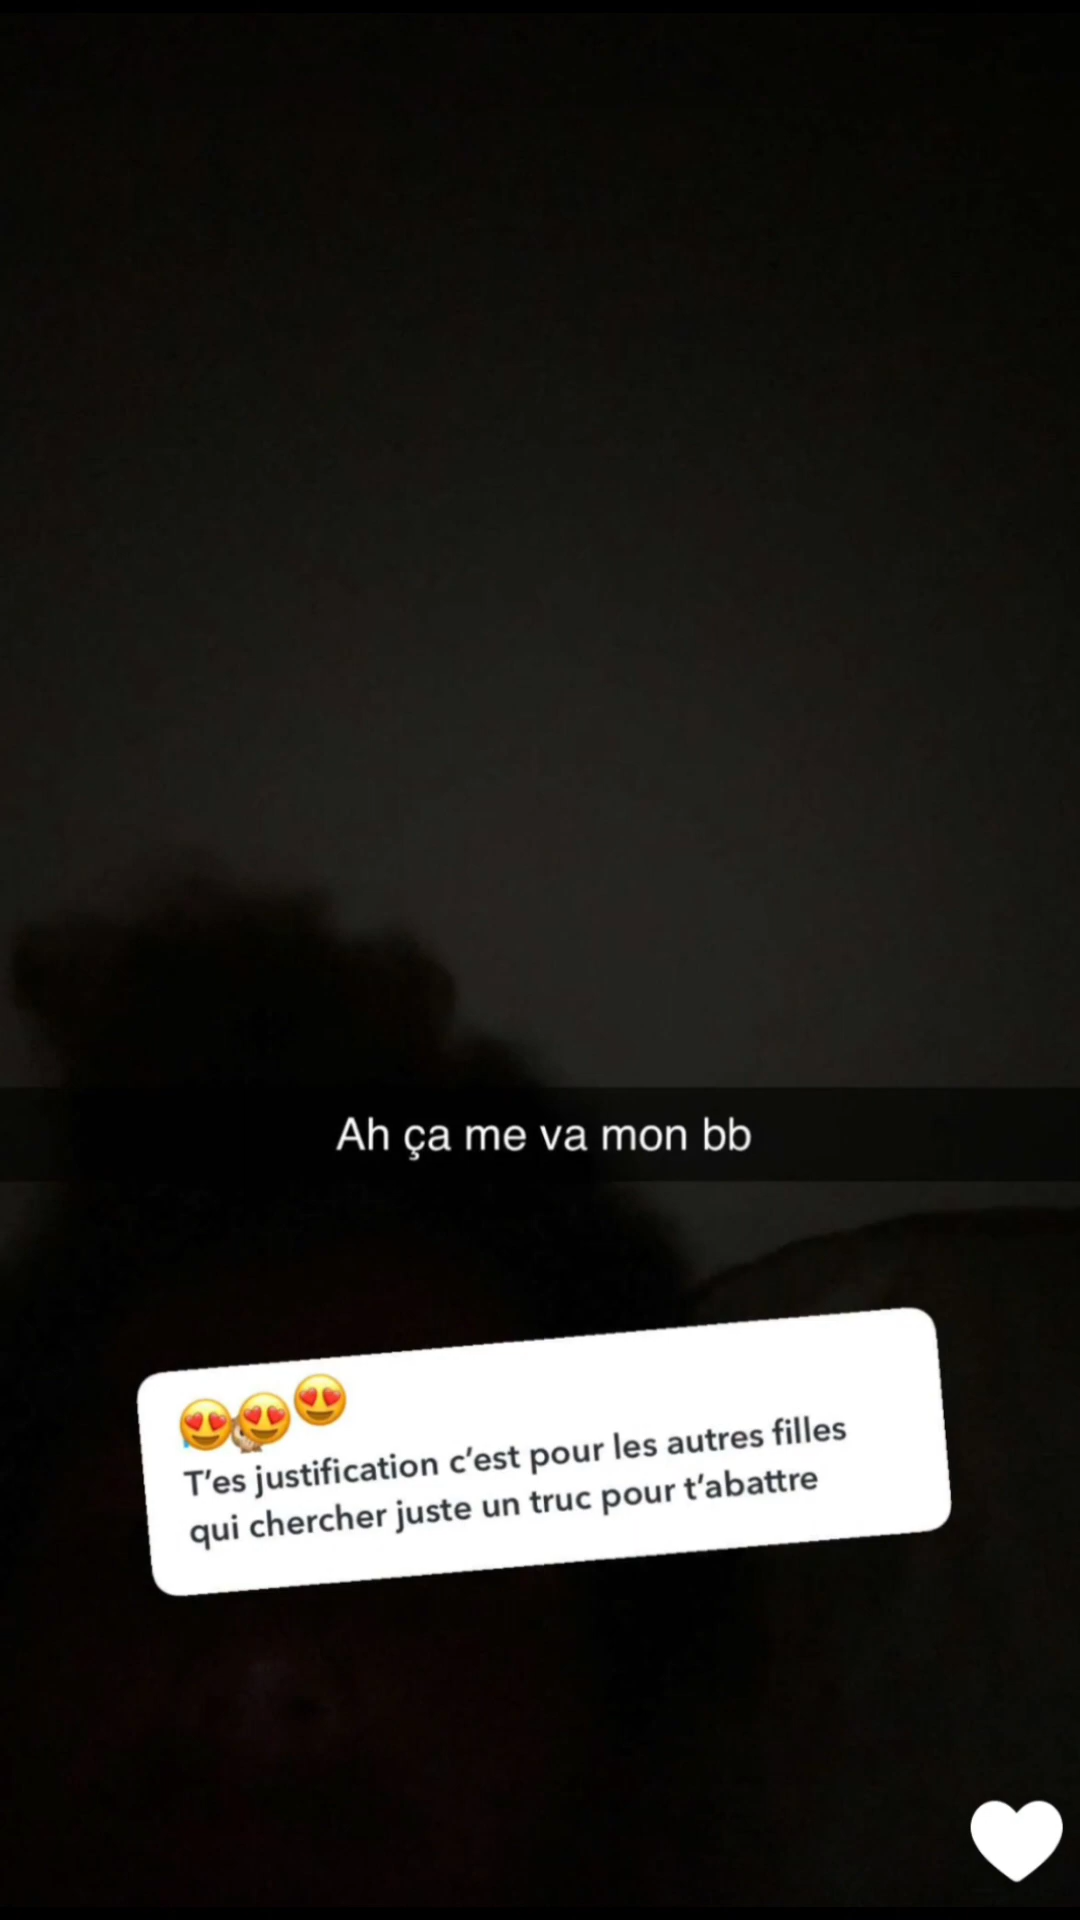 Ah ça me va mon bb
😍😍😍
T’es justification c’est pour les autres filles
qui chercher juste un truc pour t’abattre